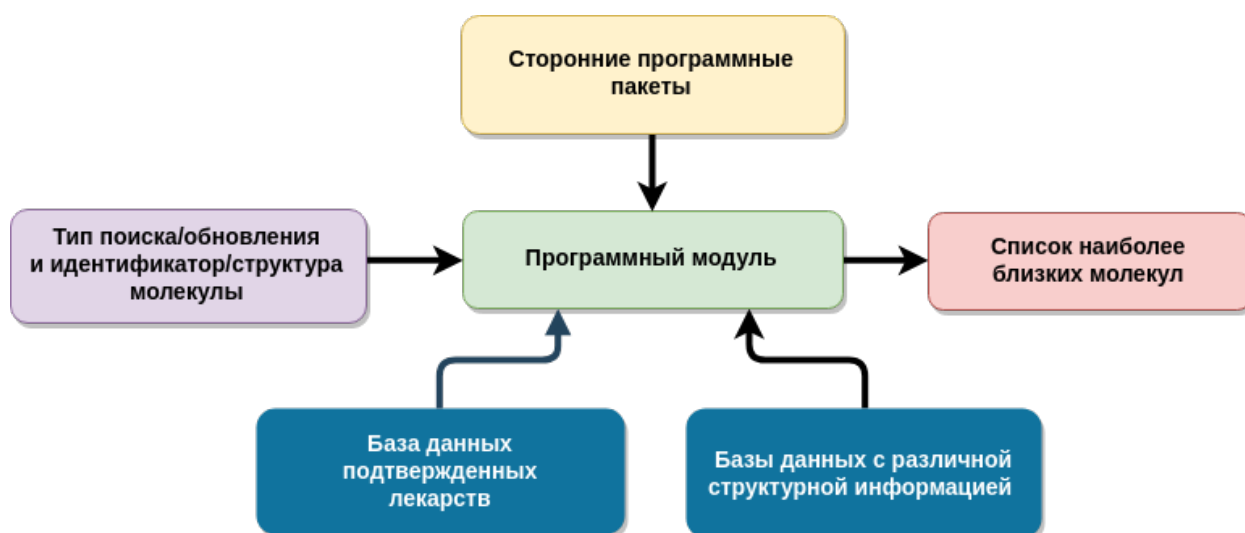 Сторонние программные
пакеты
Тип поиска/обновления
и идентификатор/структура
молекулы
Программный модуль
Список наиболее
близких молекул
База данных
подтвержденных
лекарств
Базы данных с различной
структурной информацией